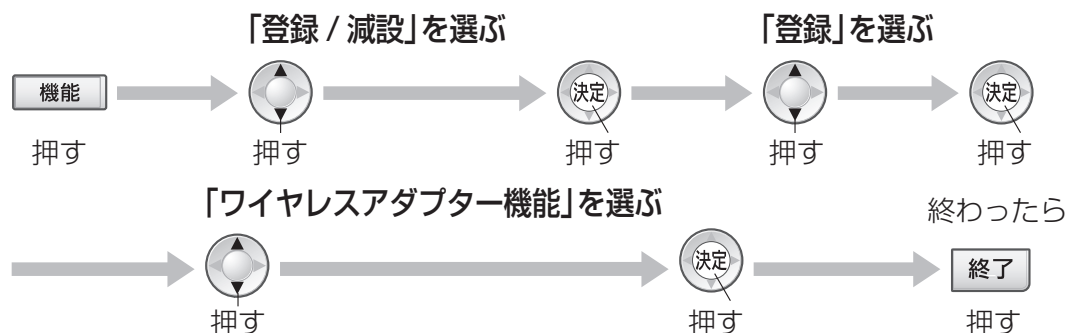 「登録 / 減設」を選ぶ 「登録」を選ぶ
機能 決定 決定
押す 押す 押す 押す 押す
「ワイヤレスアダプター機能」を選ぶ 終わったら
決定 終了
押す 押す 押す